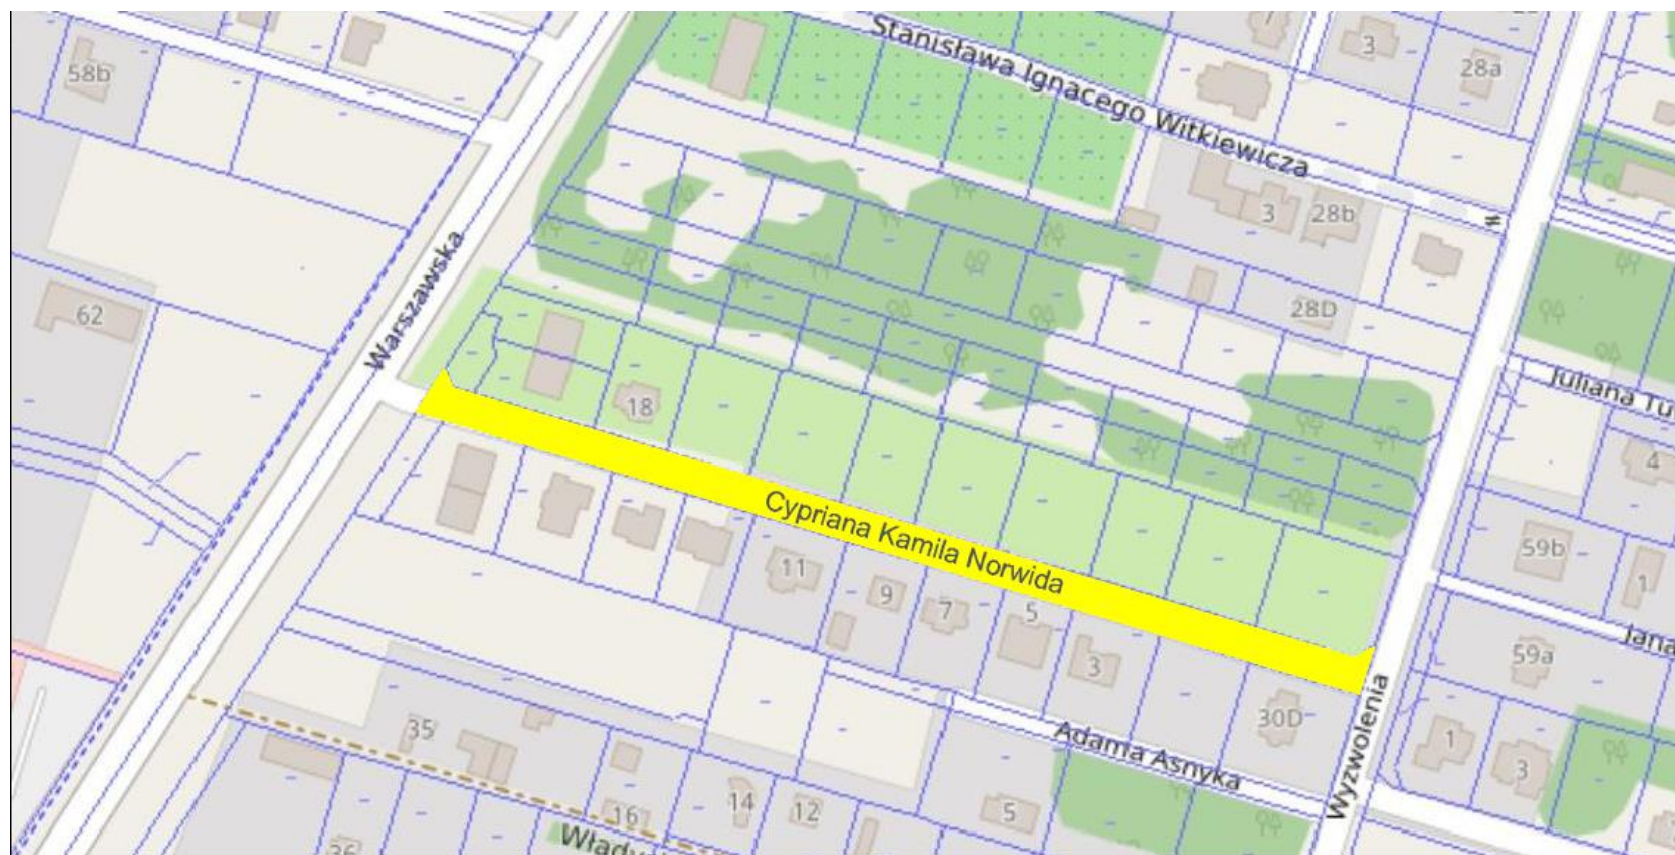 Stanisława Ignacego Witkiewicza
3
28a
58b
3
28b
28D
62
Warszawska
18
Juliana Tu
4
Cypriana Kamila Norwida
59b
1
11
9
7
5
3
Jana
59a
30D
Wyzwolenia
Adama Asnyka
35
1
3
16
14
12
5